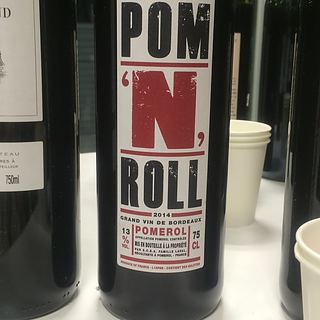 POM
'N,
ROLL
2014
GRAND VIN DE BORDEAUX
13 % VOL.
POMEROL
APPELLATION POMEROL CONTRÔLÉE
MIS EN BOUTEILLE À LA PROPRIÉTÉ
75 CL
ND
750ml